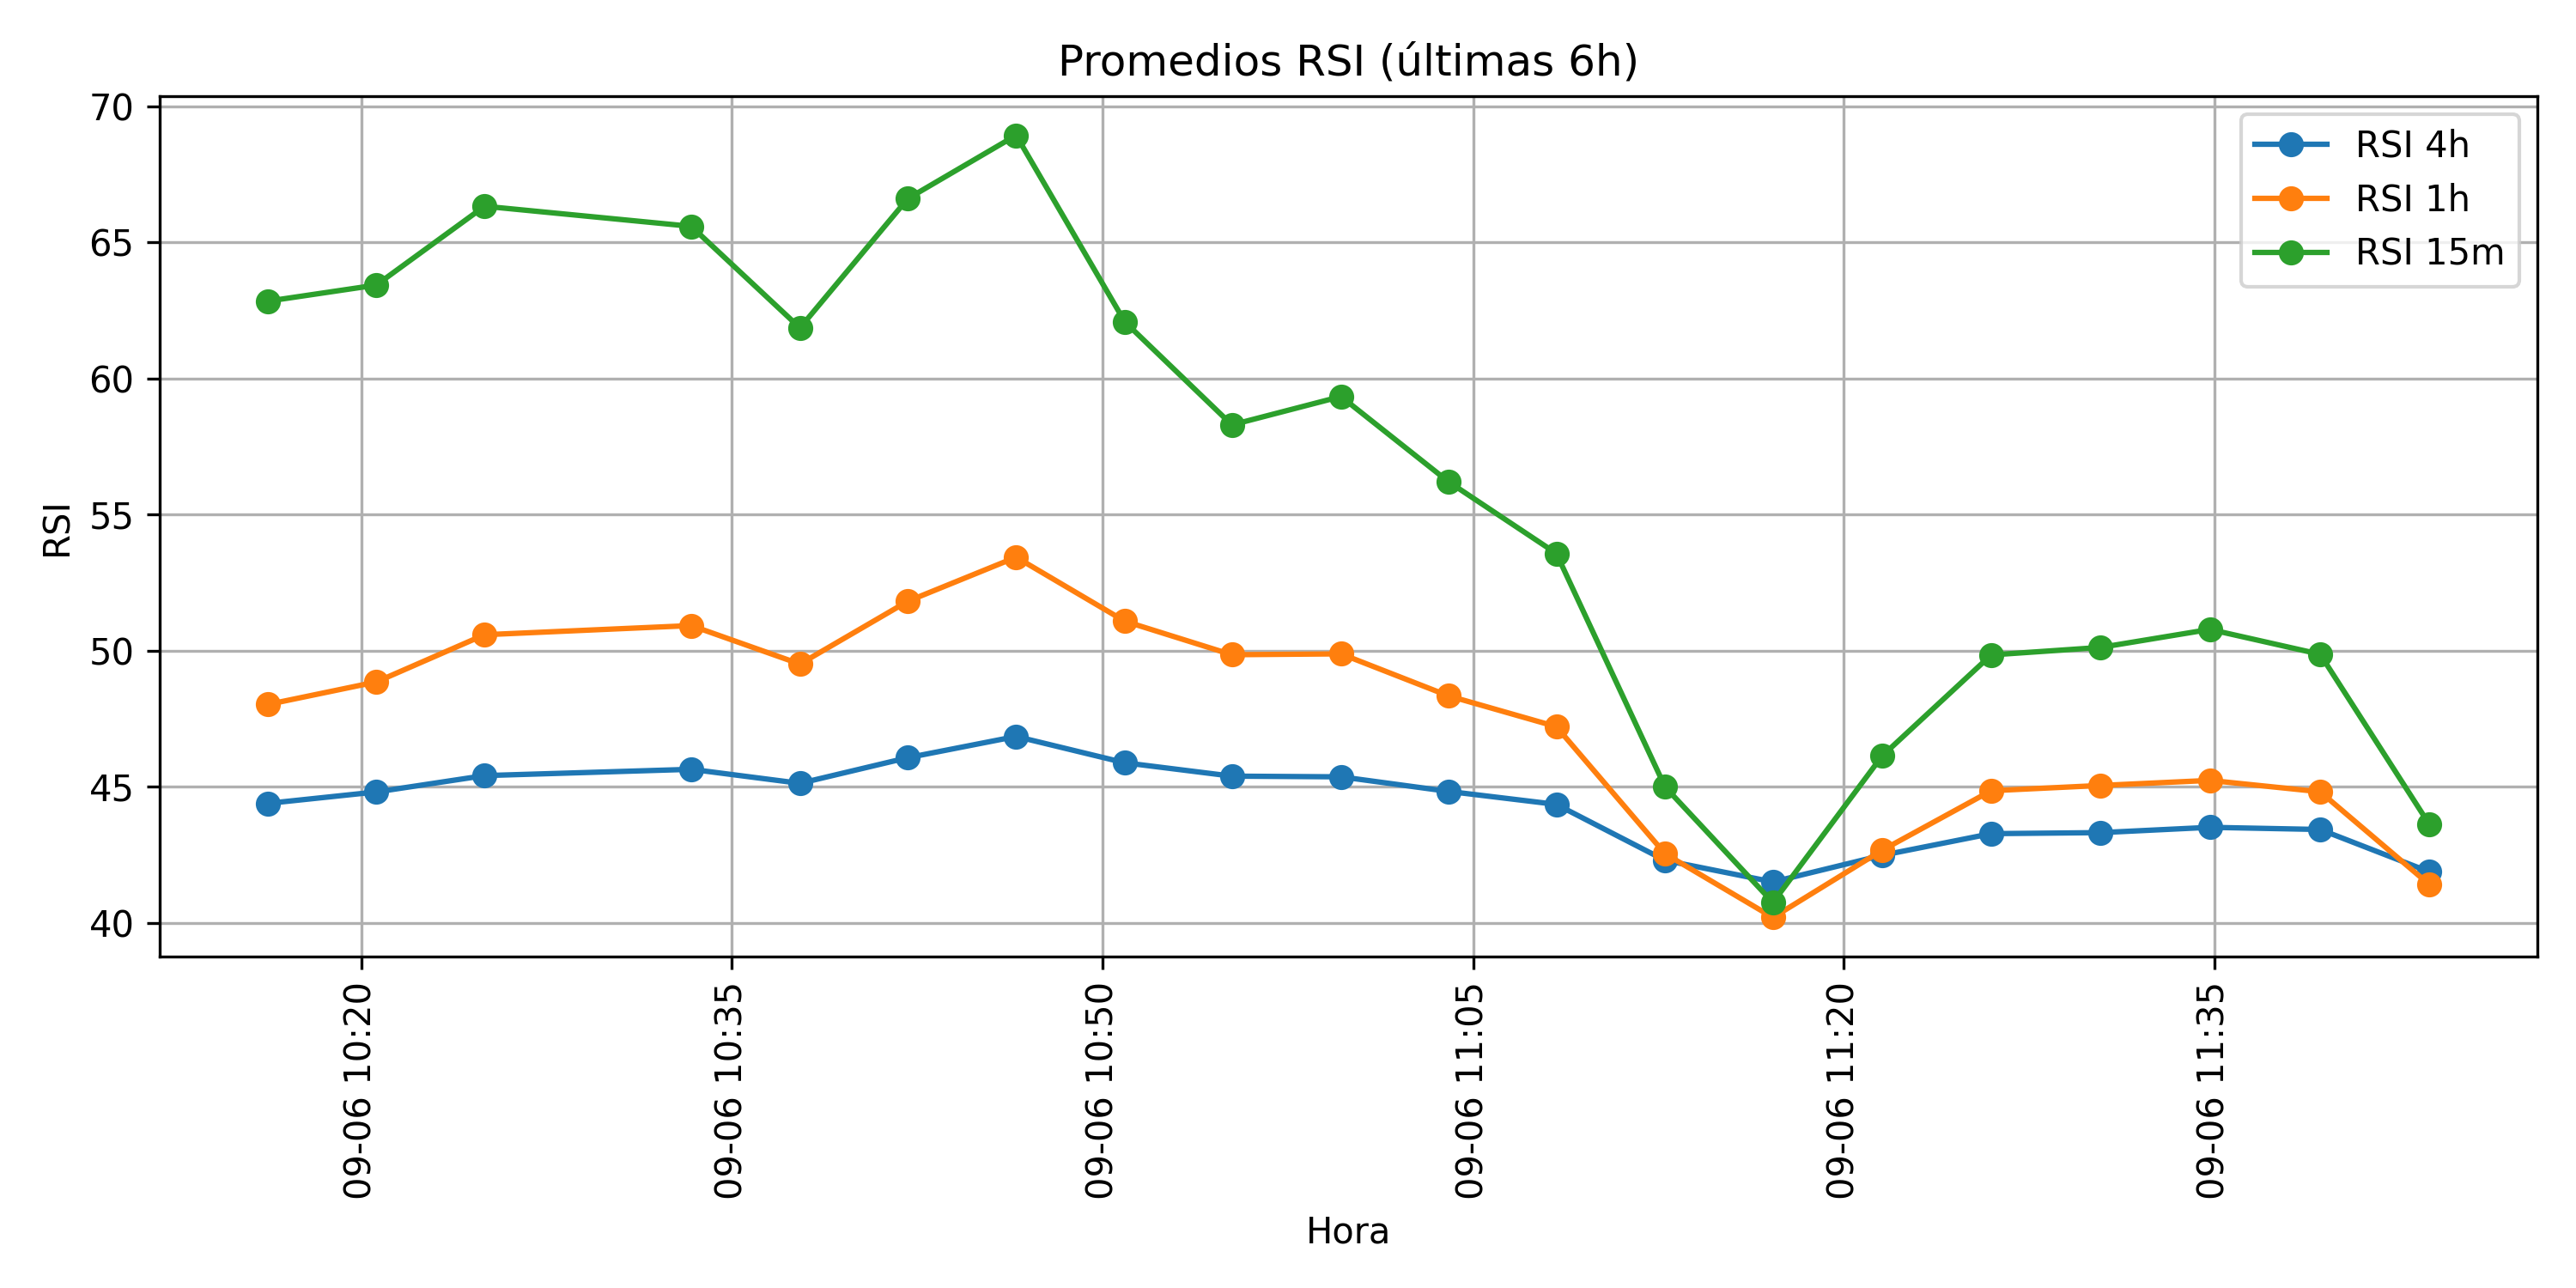 Promedios RSI (últimas 6h)
RSI 4h
RSI 1h
RSI 15m
RSI
70
65
60
55
50
45
40
09-06 10:20
09-06 10:35
09-06 10:50
09-06 11:05
09-06 11:20
09-06 11:35
Hora